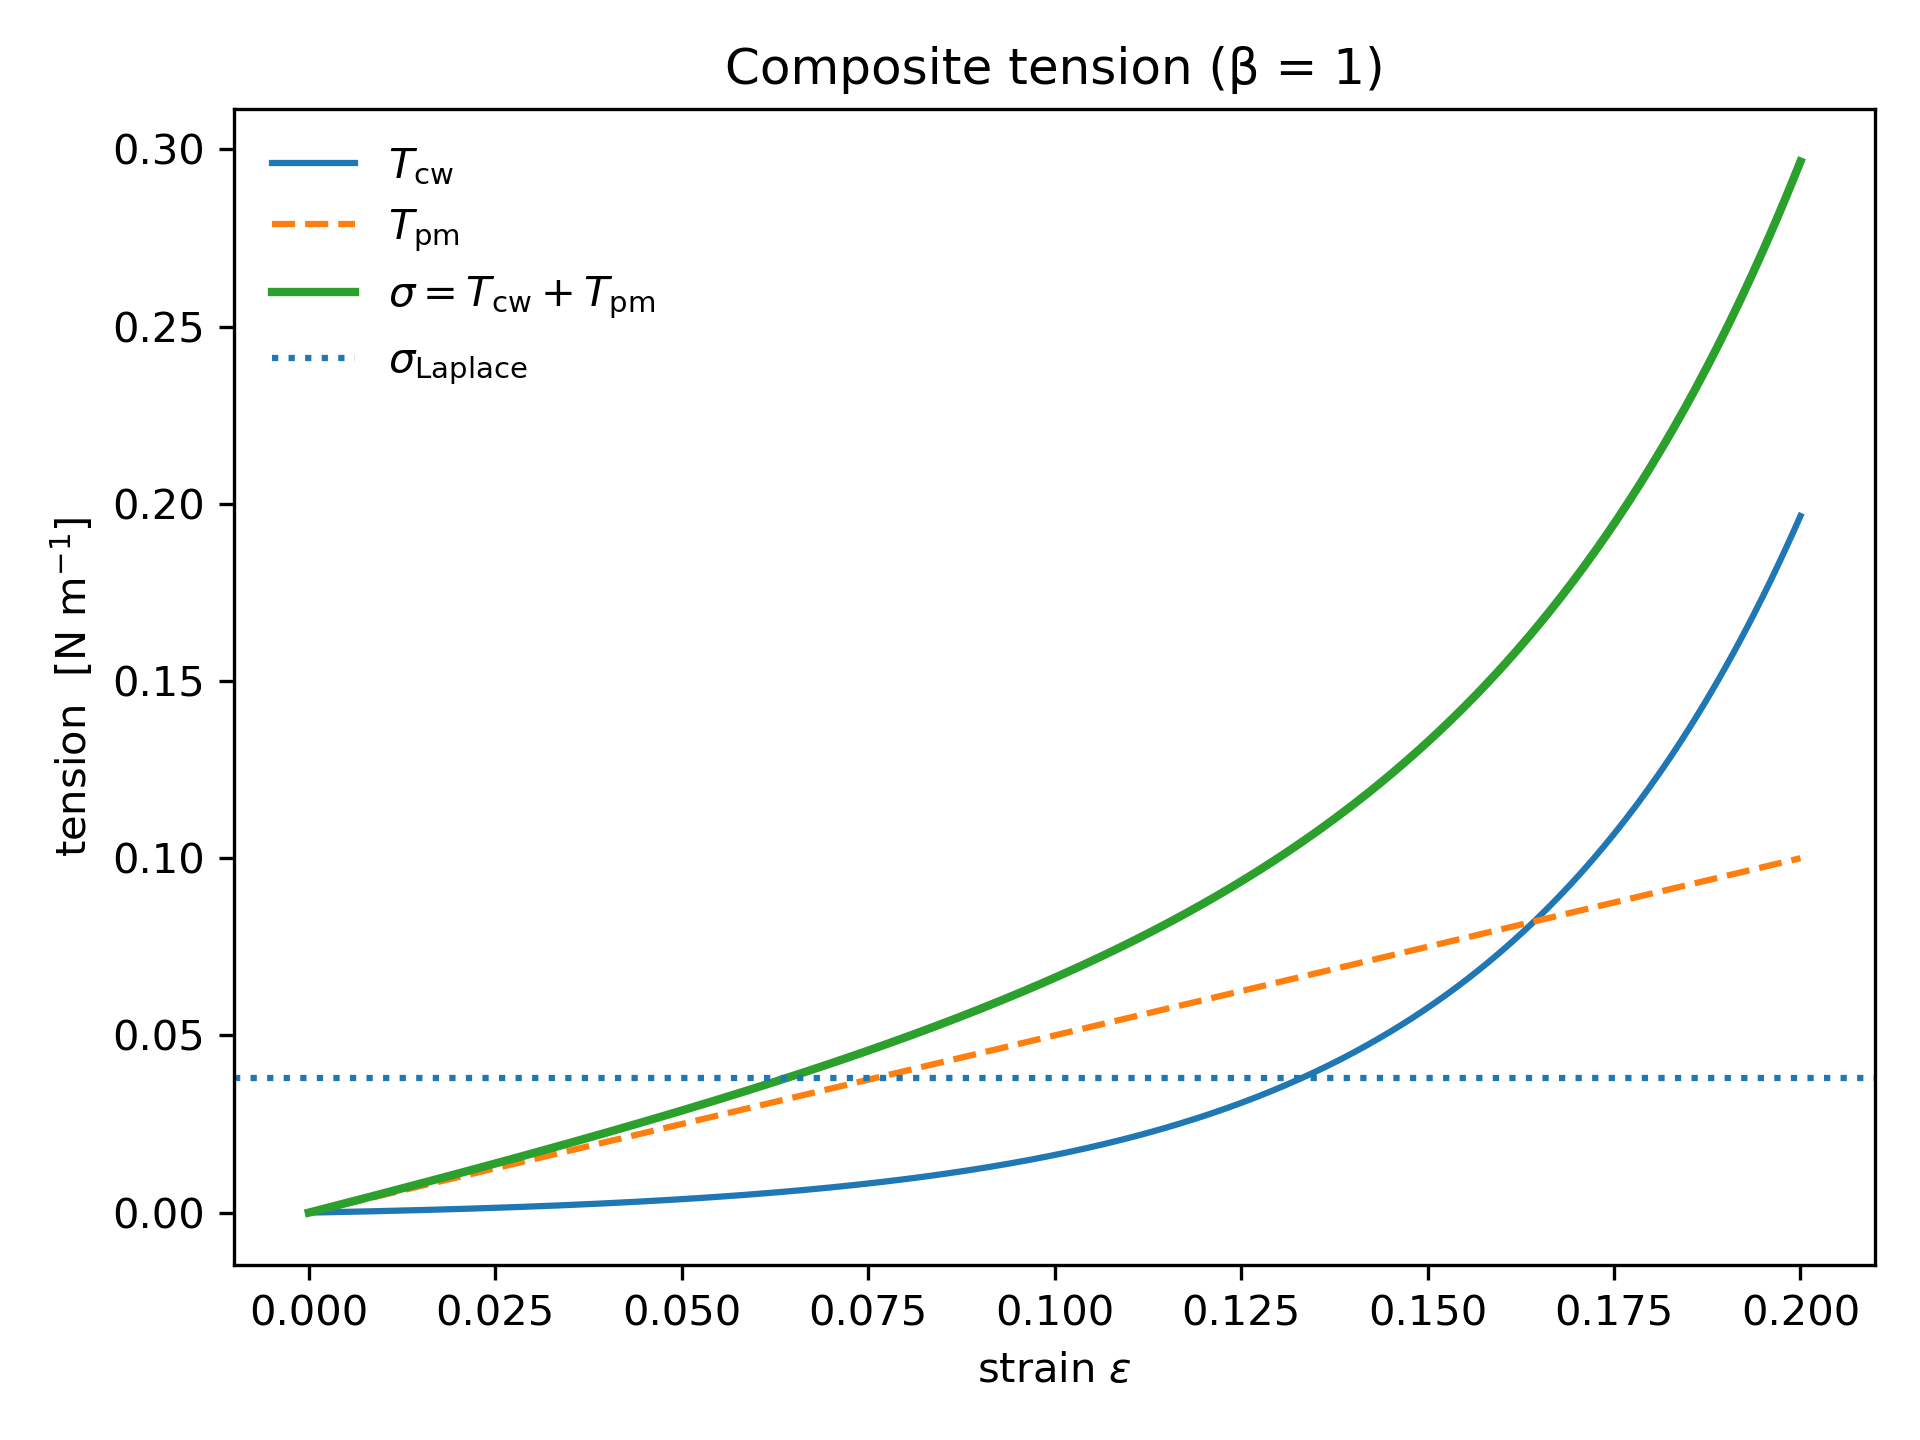 Composite tension (β = 1)
T_cw
T_pm
σ = T_cw + T_pm
σ_Laplace
tension [N m⁻¹]
0.30
0.25
0.20
0.15
0.10
0.05
0.00
0.000 0.025 0.050 0.075 0.100 0.125 0.150 0.175 0.200
strain ε